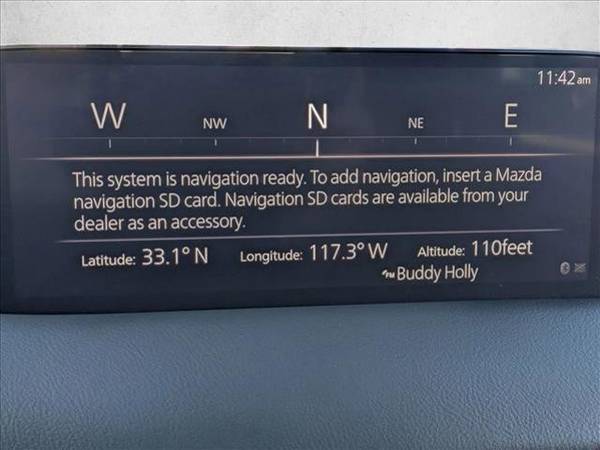 11:42am
W NW N NE E
This system is navigation ready. To add navigation, insert a Mazda
navigation SD card. Navigation SD cards are available from your
dealer as an accessory.
Latitude: 33.1° N Longitude: 117.3° W Altitude: 110feet
FM Buddy Holly